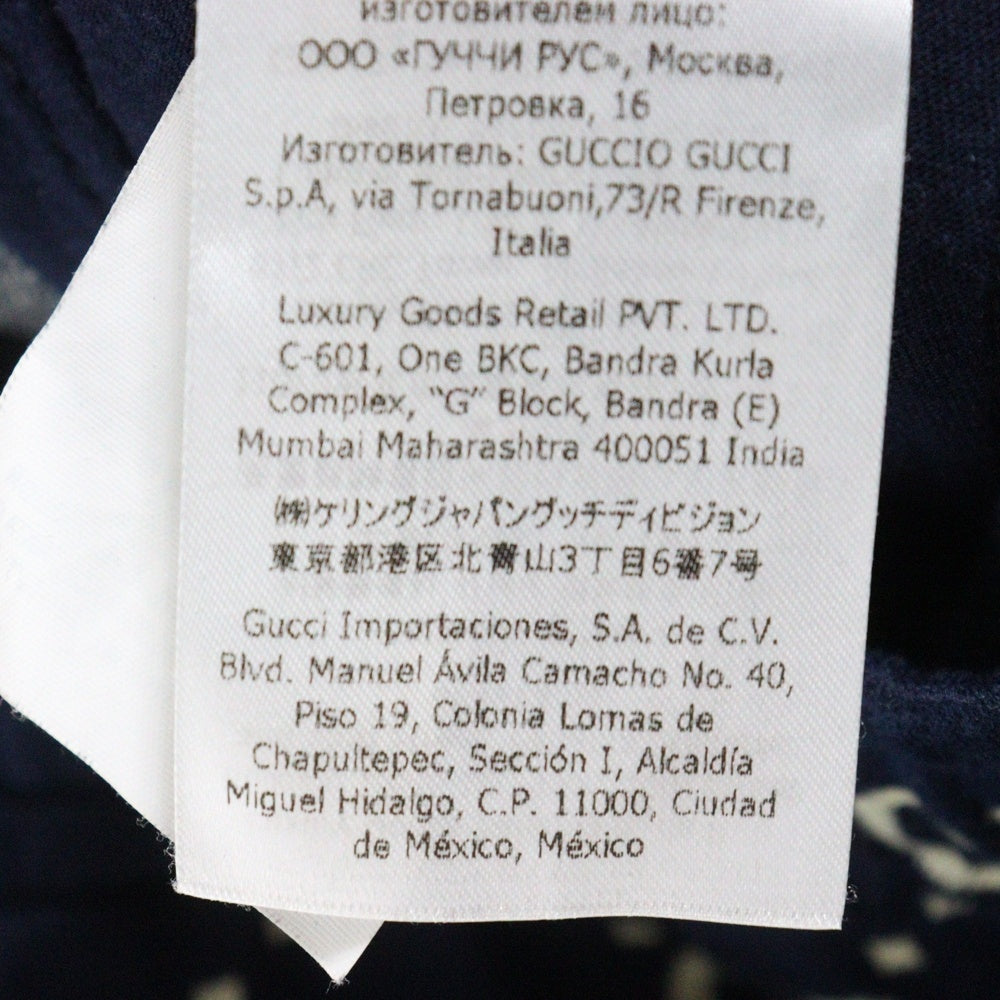 изготовителем лицо:
ООО «ГУЧЧИ РУС», Москва,
Петровка, 16
Изготовитель: GUCCIO GUCCI
S.p.A, via Tornabuoni,73/R Firenze,
Italia
Luxury Goods Retail PVT. LTD.
C-601, One BKC, Bandra Kurla
Complex, “G” Block, Bandra (E)
Mumbai Maharashtra 400051 India
㈱ケリングジャパングッチディビジョン
東京都港区北青山3丁目6番7号
Gucci Importaciones, S.A. de C.V.
Blvd. Manuel Ávila Camacho No. 40,
Piso 19, Colonia Lomas de
Chapultepec, Sección I, Alcaldía
Miguel Hidalgo, C.P. 11000, Ciudad
de México, México